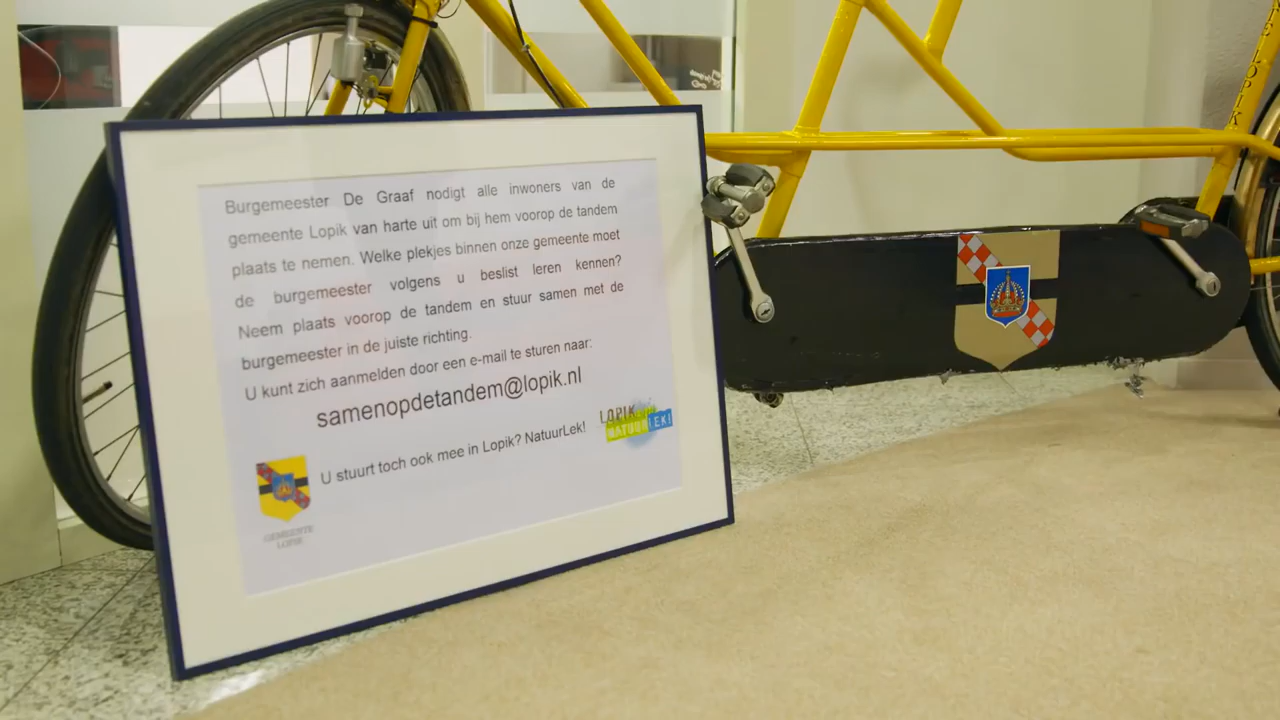 Burgemeester De Graaf nodigt alle inwoners van de
gemeente Lopik van harte uit om bij hem voorop de tandem
plaats te nemen. Welke plekjes binnen onze gemeente moet
de burgemeester volgens u beslist leren kennen?
Neem plaats voorop de tandem en stuur samen met de
burgemeester in de juiste richting.
U kunt zich aanmelden door een e-mail te sturen naar:
samenopdetandem@lopik.nl
U stuurt toch ook mee in Lopik? NatuurLek!
LOPIK
NATUURLEK!
GEMEENTE
LOPIK
LOPIK